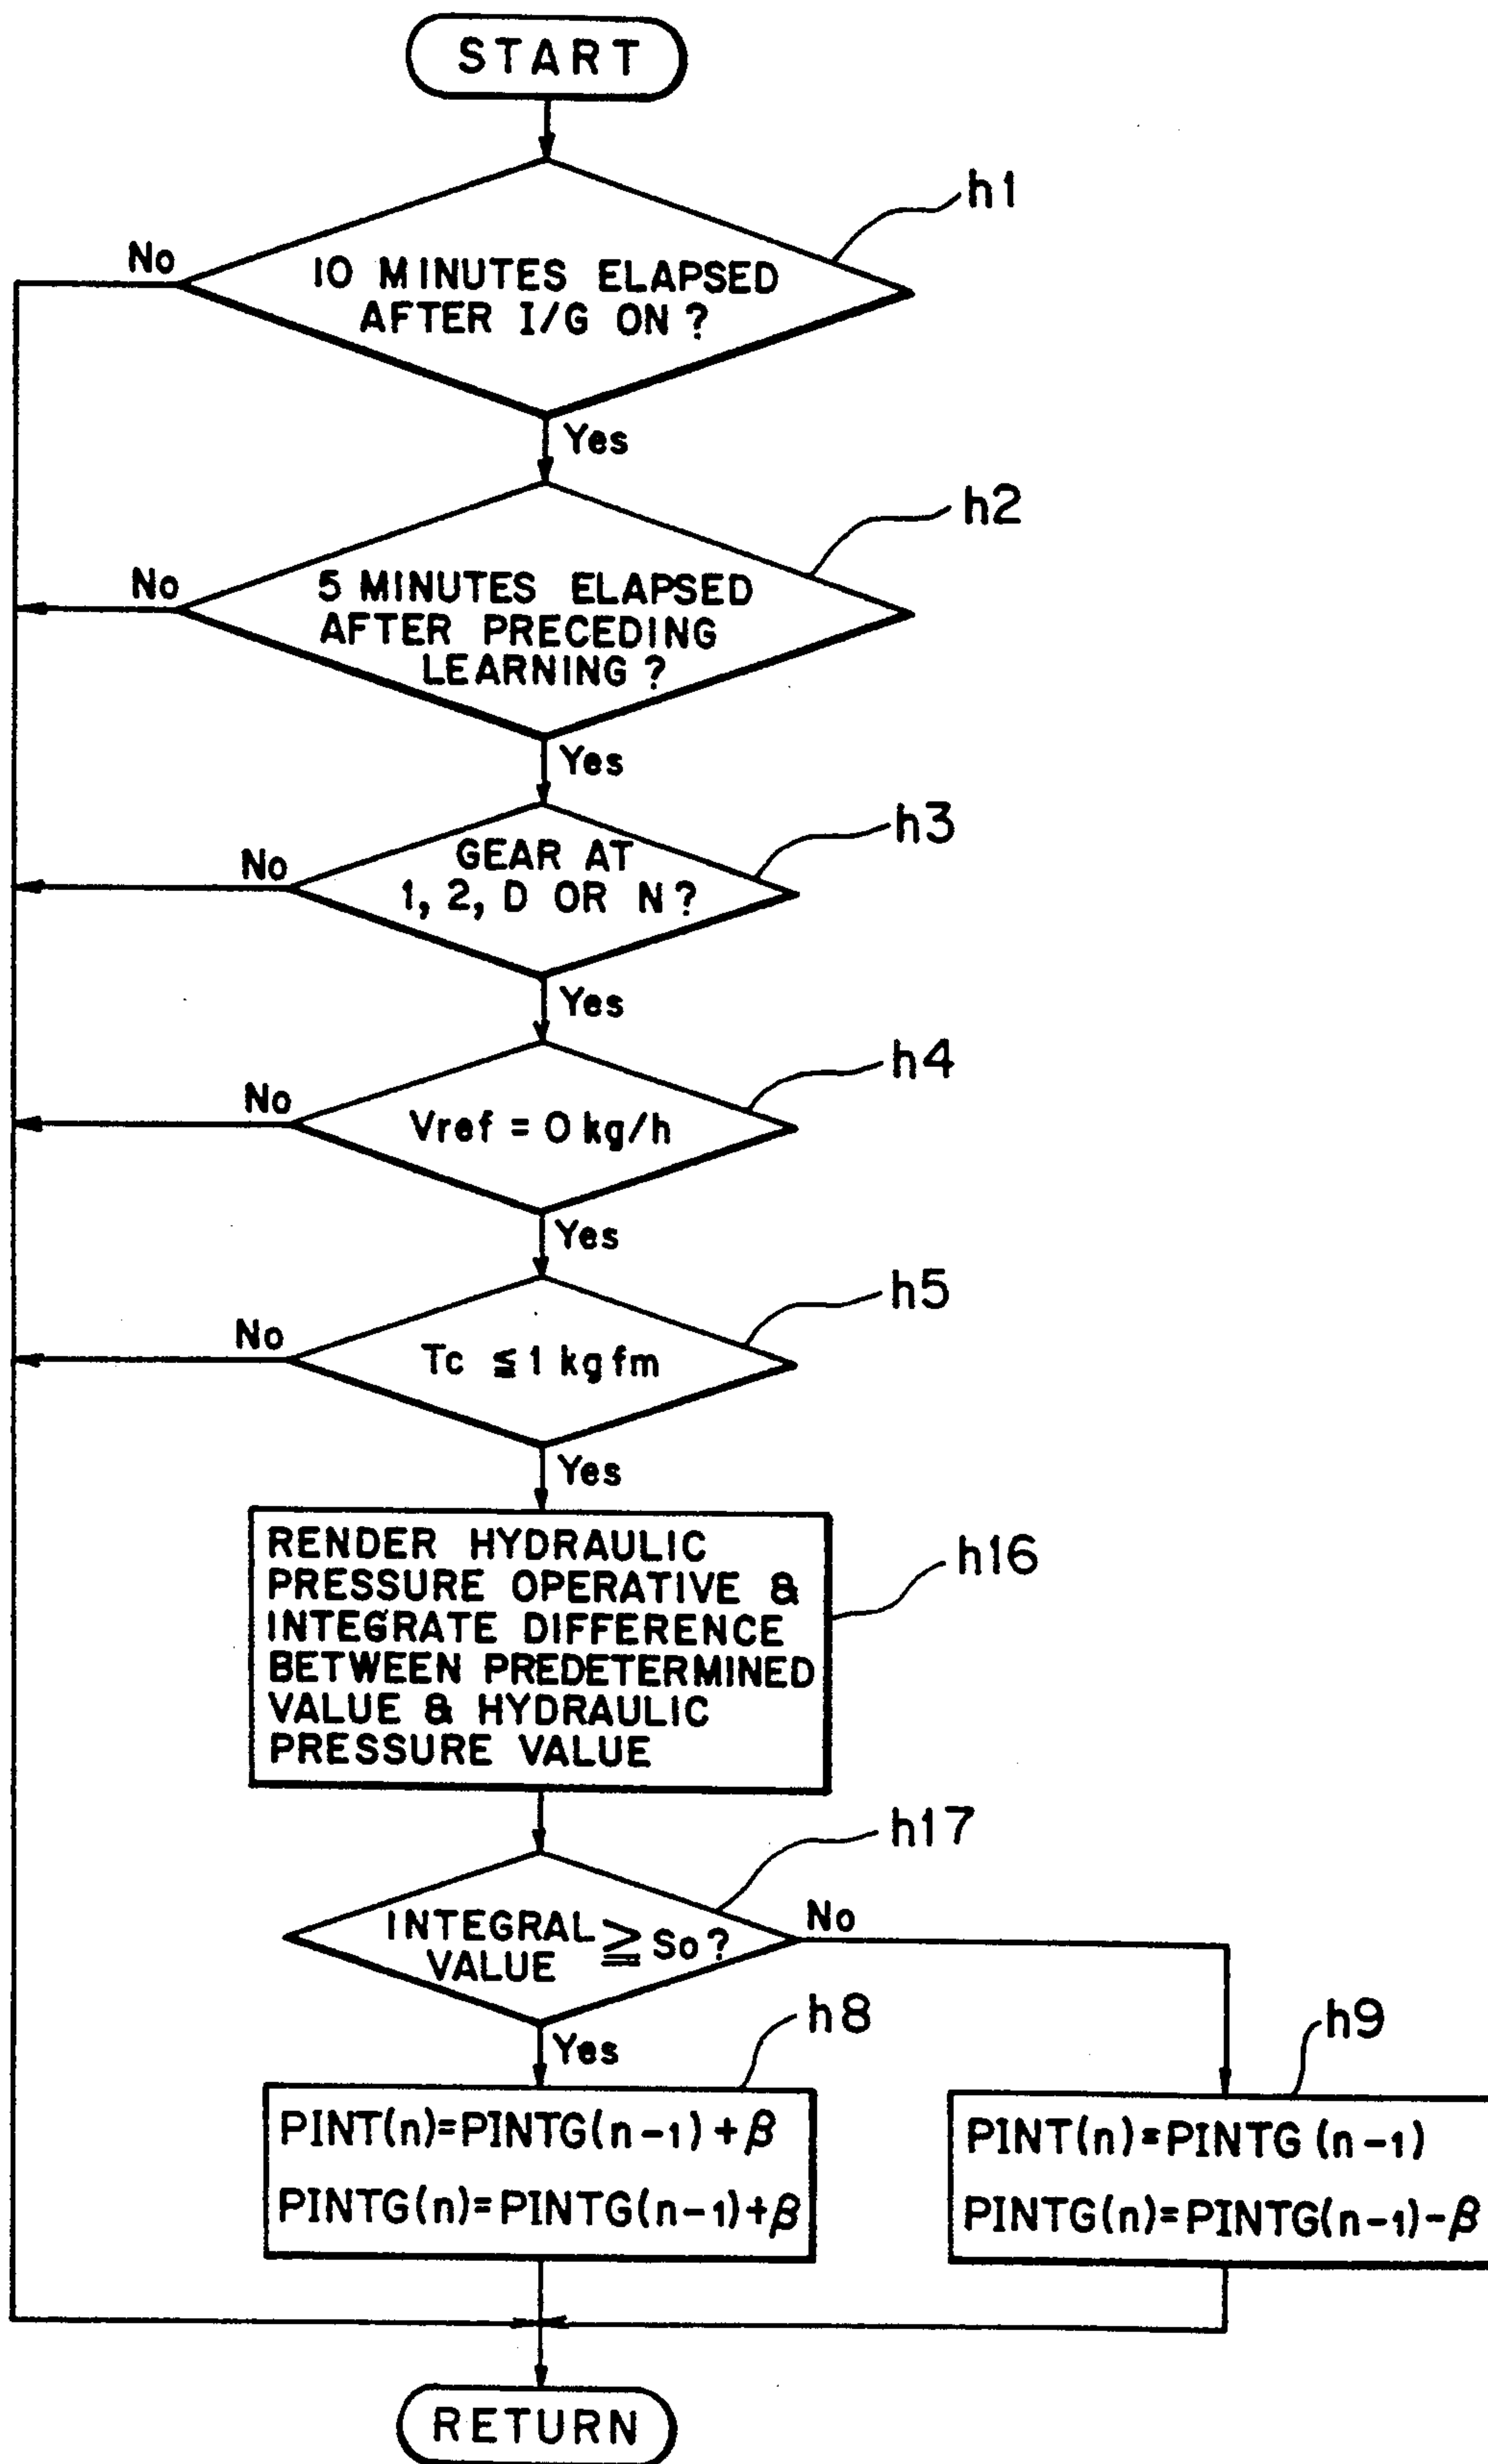 START
h1
No
10 MINUTES ELAPSED
AFTER I/G ON ?
Yes
h2
No
5 MINUTES ELAPSED
AFTER PRECEDING
LEARNING ?
Yes
h3
No
GEAR AT
1, 2, D OR N ?
Yes
h4
No
Vref = 0 kg/h
Yes
h5
No
Tc ≦ 1 kgfm
Yes
h16
RENDER HYDRAULIC
PRESSURE OPERATIVE &
INTEGRATE DIFFERENCE
BETWEEN PREDETERMINED
VALUE & HYDRAULIC
PRESSURE VALUE
h17
INTEGRAL
VALUE ≧ So ?
No
Yes
h8
PINT(n)=PINTG(n-1)+β
PINTG(n)=PINTG(n-1)+β
h9
PINT(n)=PINTG(n-1)
PINTG(n)=PINTG(n-1)-β
RETURN